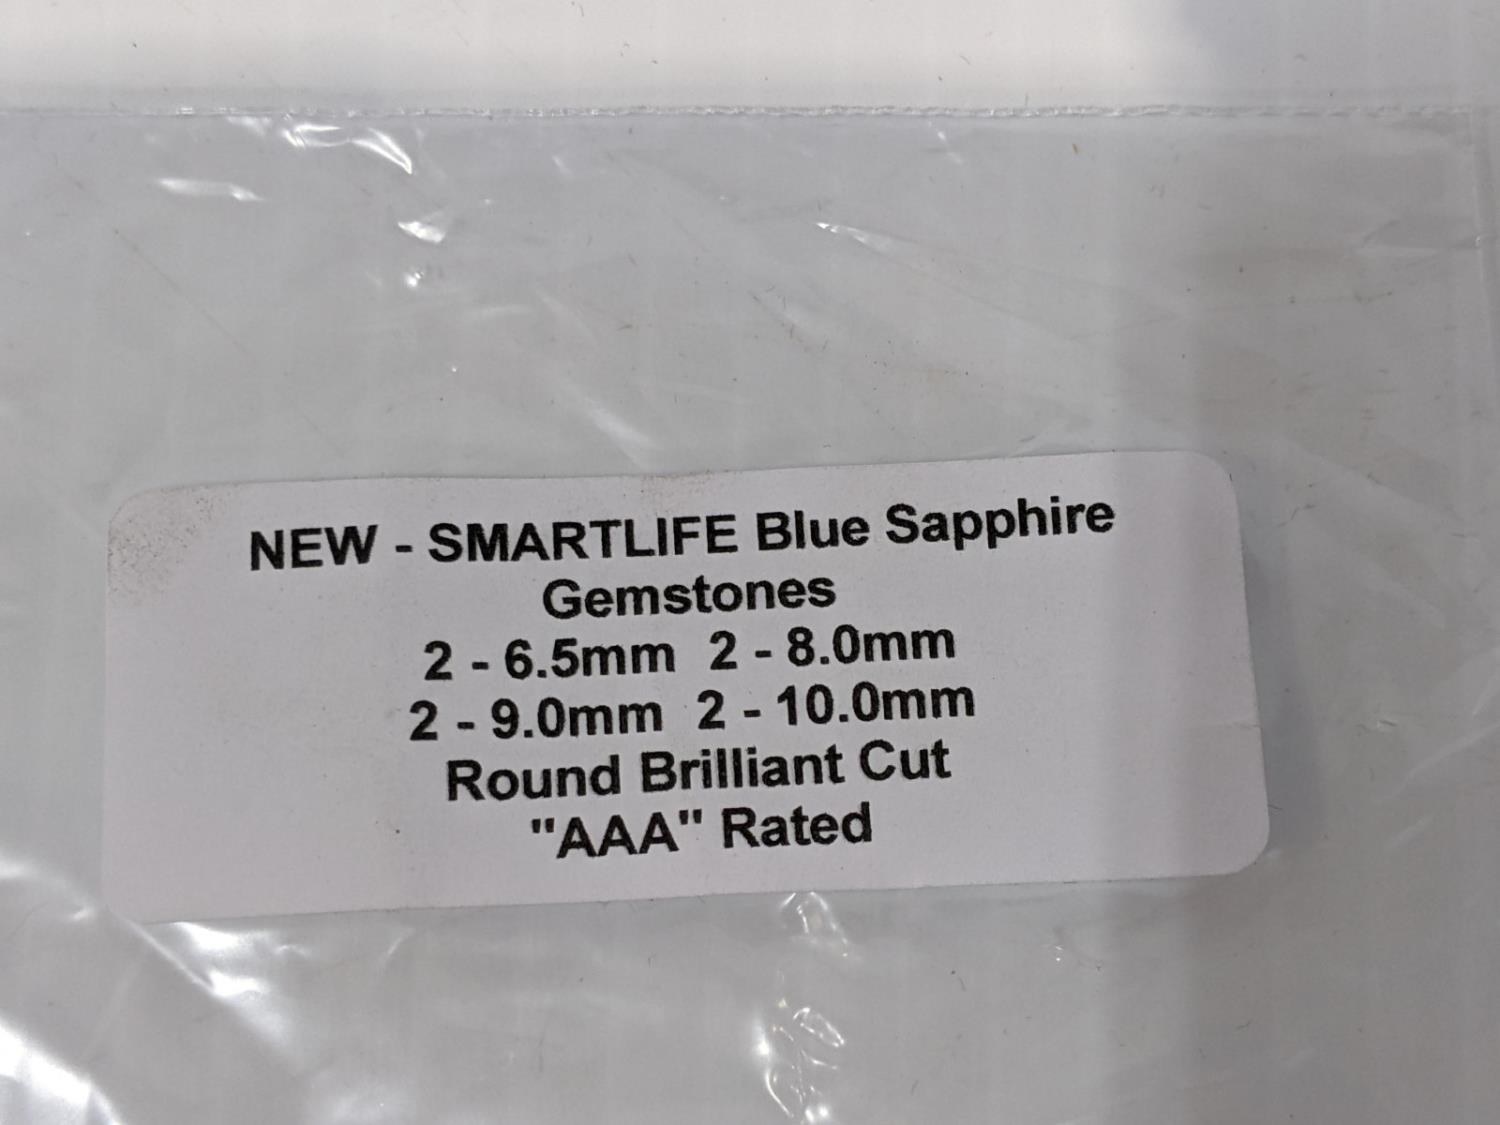 NEW - SMARTLIFE Blue Sapphire
Gemstones
2 - 6.5mm  2 - 8.0mm
2 - 9.0mm  2 - 10.0mm
Round Brilliant Cut
"AAA" Rated